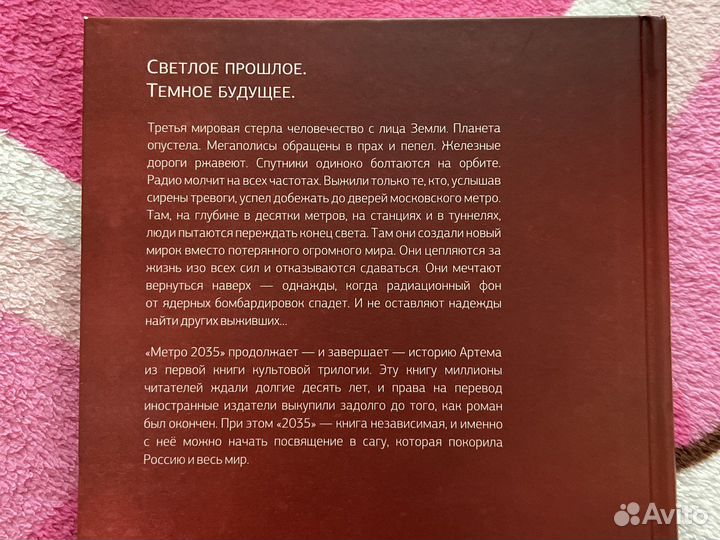 Светлое прошлое.
Темное будущее.
Третья мировая стерла человечество с лица Земли. Планета
опустела. Мегаполисы обращены в прах и пепел. Железные
дороги ржавеют. Спутники одиноко болтаются на орбите.
Радио молчит на всех частотах. Выжили только те, кто, услышав
сирены тревоги, успел добежать до дверей московского метро.
Там, на глубине в десятки метров, на станциях и в туннелях,
люди пытаются переждать конец света. Там они создали новый
мирок вместо потерянного огромного мира. Они цепляются за
жизнь изо всех сил и отказываются сдаваться. Они мечтают
вернуться наверх — однажды, когда радиационный фон
от ядерных бомбардировок спадет. И не оставляют надежды
найти других выживших...
«Метро 2035» продолжает — и завершает — историю Артема
из первой книги культовой трилогии. Эту книгу миллионы
читателей ждали долгие десять лет, и права на перевод
иностранные издатели выкупили задолго до того, как роман
был окончен. При этом «2035» — книга независимая, и именно
с неё можно начать посвящение в сагу, которая покорила
Россию и весь мир.
Avito